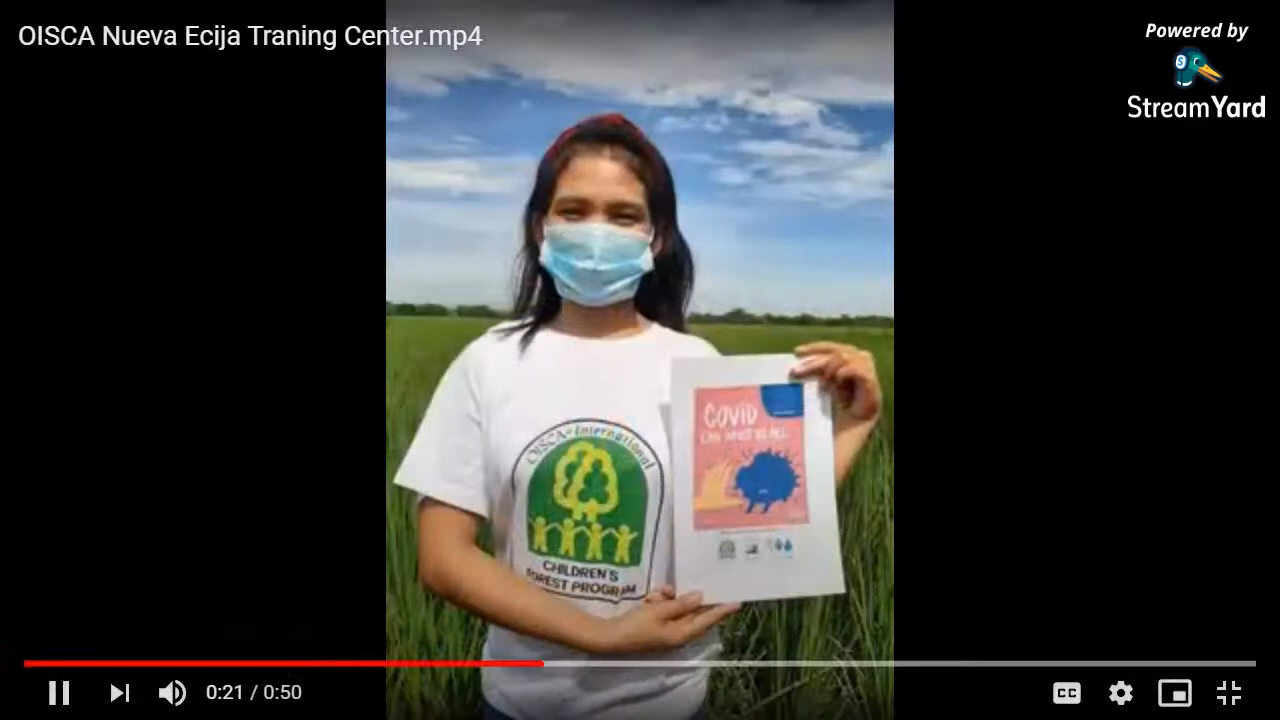 OISCA Nueva Ecija Traning Center.mp4
Powered by
StreamYard
OISCA-International
CHILDREN'S
FOREST PROGRAM
COVID
0:21 / 0:50
CC